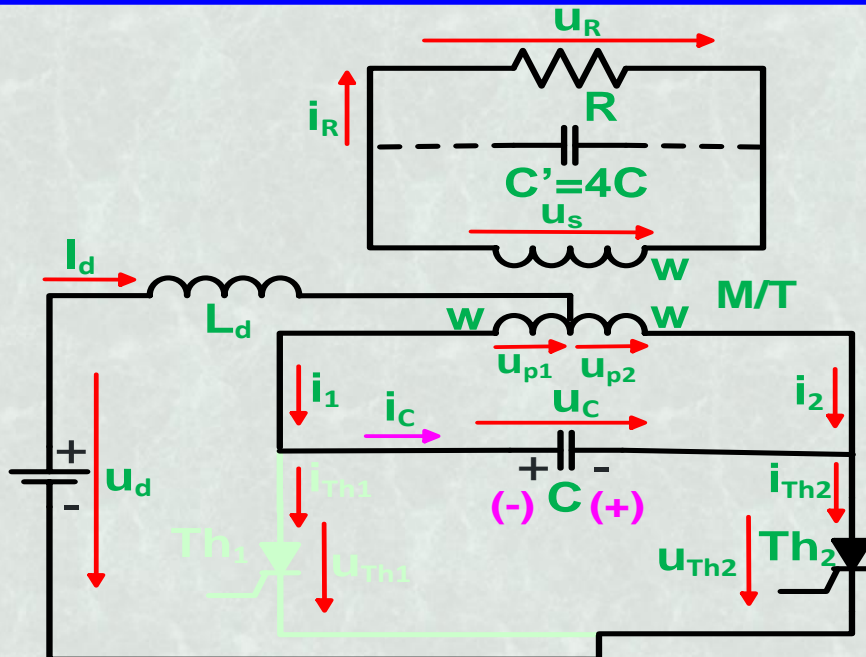 uR
R
iR
C'=4C
us
w
Id
Ld
w
w
M/T
up1
up2
i1
iC
uC
i2
+
-
ud
+
-
(-)
C
(+)
iTh1
iTh2
Th1
uTh1
uTh2
Th2